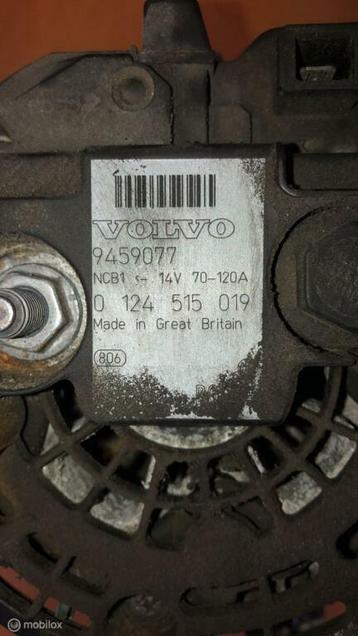 VOLVO
9459077
NCB1 <- 14V 70-120A
0 124 515 019
Made in Great Britain
806
© mobilox